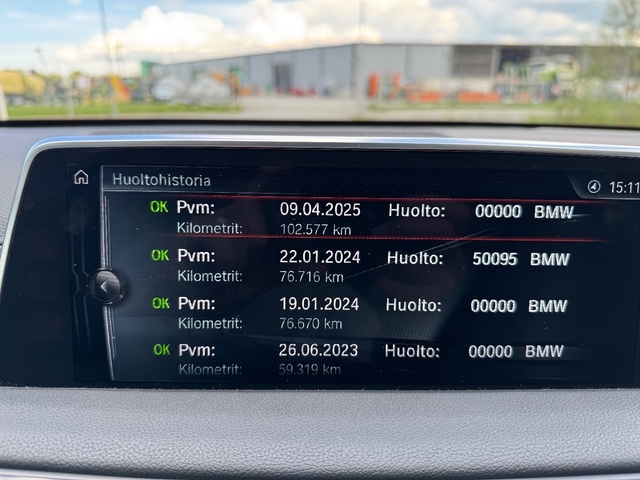 Huoltohistoria
15:11
OK Pvm: 09.04.2025 Huolto: 00000 BMW
Kilometrit: 102.577 km
OK Pvm: 22.01.2024 Huolto: 50095 BMW
Kilometrit: 76.716 km
OK Pvm: 19.01.2024 Huolto: 00000 BMW
Kilometrit: 76.670 km
OK Pvm: 26.06.2023 Huolto: 00000 BMW
Kilometrit: 59.319 km